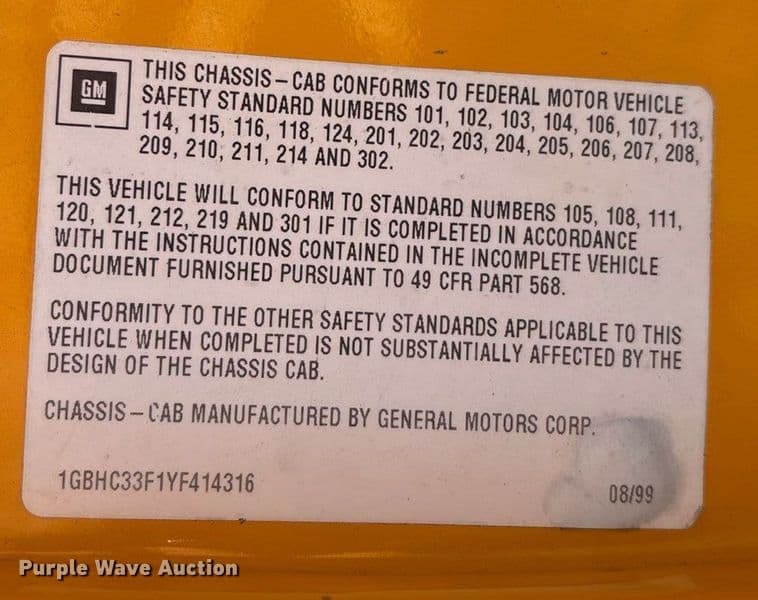 GM
THIS CHASSIS-CAB CONFORMS TO FEDERAL MOTOR VEHICLE
SAFETY STANDARD NUMBERS 101, 102, 103, 104, 106, 107, 113,
114, 115, 116, 118, 124, 201, 202, 203, 204, 205, 206, 207, 208,
209, 210, 211, 214 AND 302.
THIS VEHICLE WILL CONFORM TO STANDARD NUMBERS 105, 108, 111,
120, 121, 212, 219 AND 301 IF IT IS COMPLETED IN ACCORDANCE
WITH THE INSTRUCTIONS CONTAINED IN THE INCOMPLETE VEHICLE
DOCUMENT FURNISHED PURSUANT TO 49 CFR PART 568.
CONFORMITY TO THE OTHER SAFETY STANDARDS APPLICABLE TO THIS
VEHICLE WHEN COMPLETED IS NOT SUBSTANTIALLY AFFECTED BY THE
DESIGN OF THE CHASSIS CAB.
CHASSIS-CAB MANUFACTURED BY GENERAL MOTORS CORP.
1GBHC33F1YF414316
08/99
Purple Wave Auction